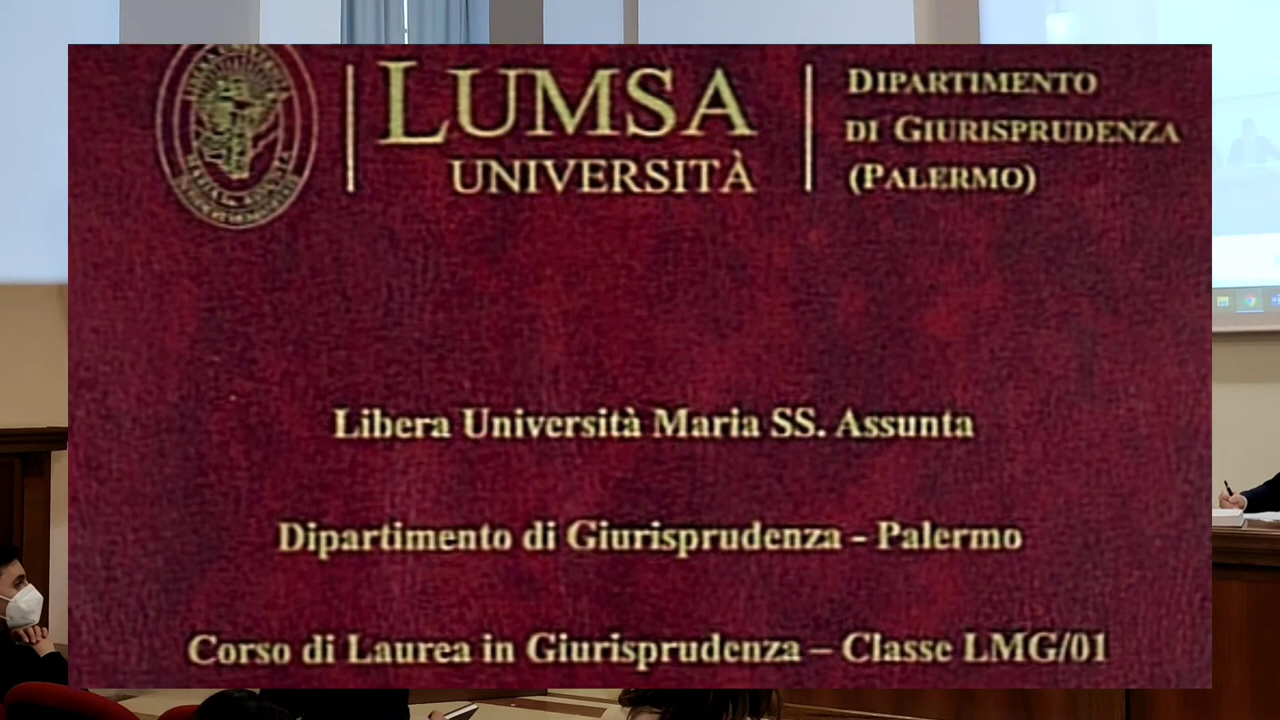 LUMSA
UNIVERSITÀ
DIPARTIMENTO
DI GIURISPRUDENZA
(PALERMO)
Libera Università Maria SS. Assunta
Dipartimento di Giurisprudenza - Palermo
Corso di Laurea in Giurisprudenza – Classe LMG/01